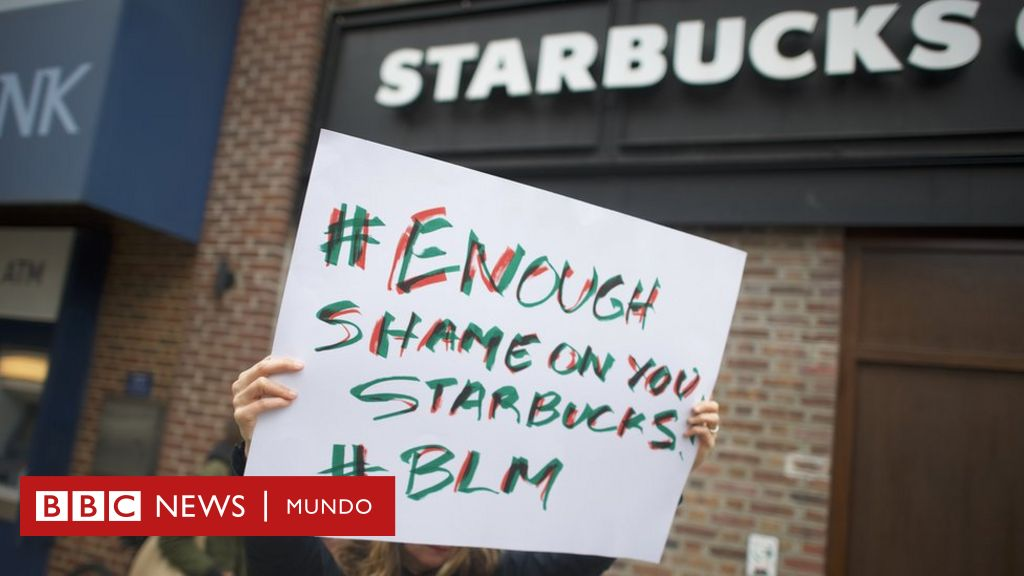 STARBUCKS
NK
ATM
#ENOUGH
SHAME ON YOU
STARBUCKS!
#BLM
BBC NEWS | MUNDO